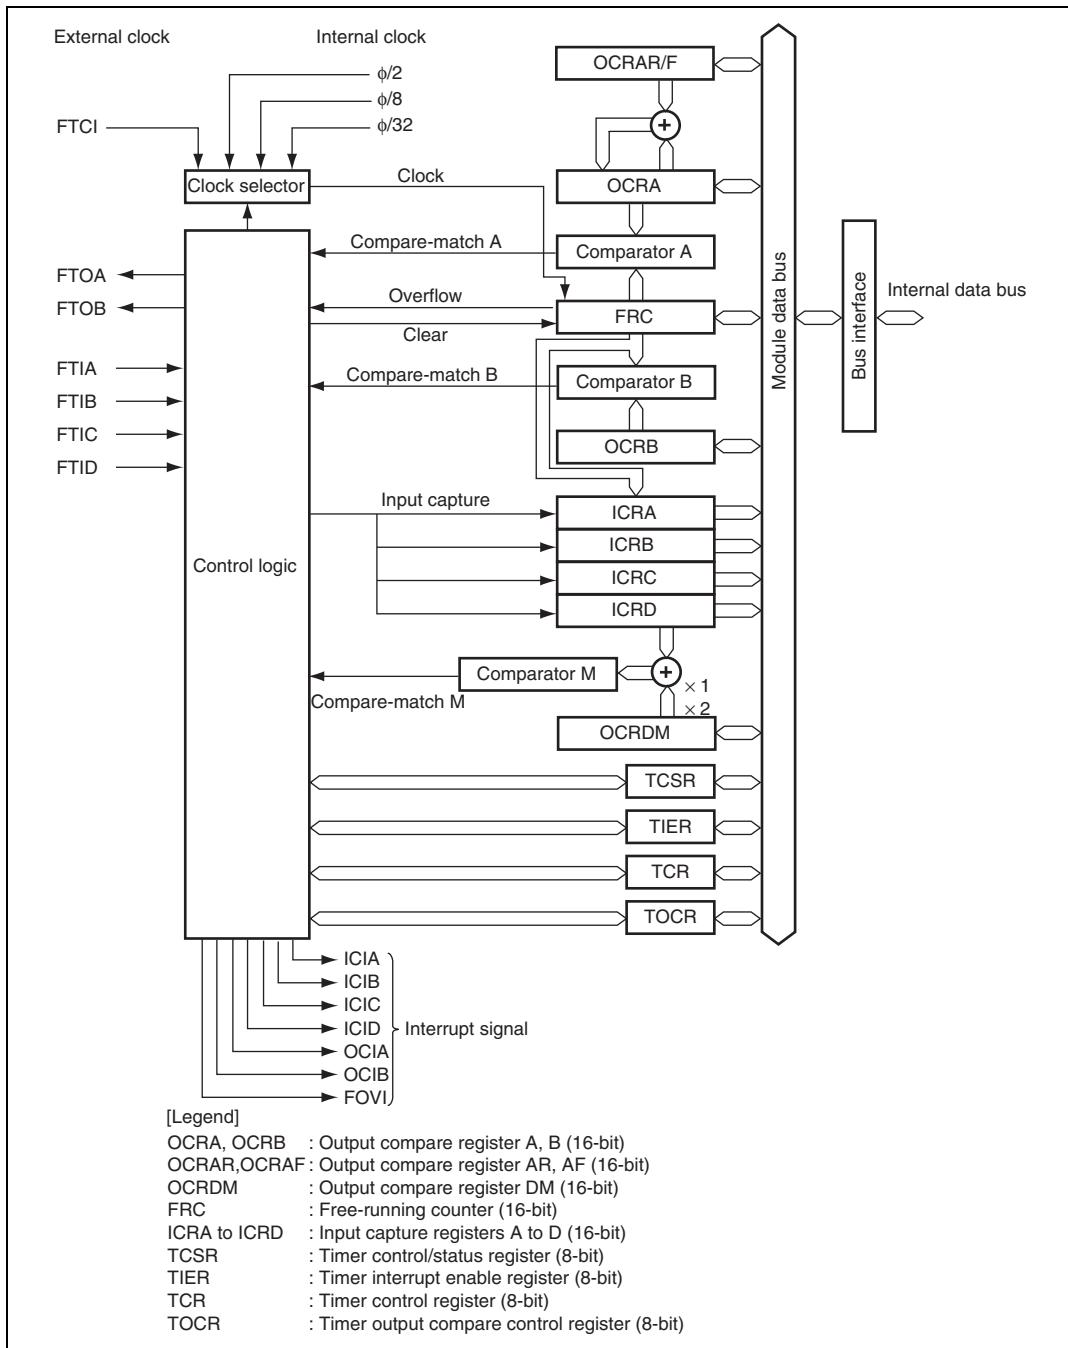 External clock
Internal clock
ϕ/2
ϕ/8
ϕ/32
FTCI
Clock selector
Clock
OCRAR/F
+
OCRA
Compare-match A
Comparator A
FTOA
FTOB
Overflow
FRC
Clear
FTIA
FTIB
FTIC
FTID
Compare-match B
Comparator B
OCRB
Module data bus
Bus interface
Internal data bus
Input capture
ICRA
ICRB
ICRC
ICRD
Control logic
Comparator M
+
× 1
× 2
Compare-match M
OCRDM
TCSR
TIER
TCR
TOCR
ICIA
ICIB
ICIC
ICID
OCIA
OCIB
FOVI
Interrupt signal
[Legend]
OCRA, OCRB : Output compare register A, B (16-bit)
OCRAR,OCRAF : Output compare register AR, AF (16-bit)
OCRDM : Output compare register DM (16-bit)
FRC : Free-running counter (16-bit)
ICRA to ICRD : Input capture registers A to D (16-bit)
TCSR : Timer control/status register (8-bit)
TIER : Timer interrupt enable register (8-bit)
TCR : Timer control register (8-bit)
TOCR : Timer output compare control register (8-bit)